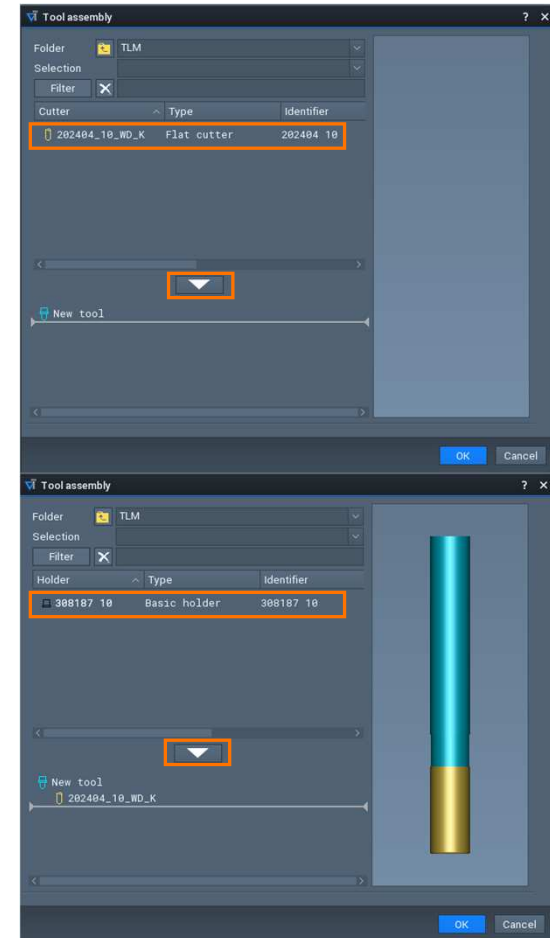 Tool assembly ? ×
Folder TLM
Selection
Filter
Cutter Type Identifier
202404_10_WD_K Flat cutter 202404 10
New tool
OK Cancel
Tool assembly ? ×
Folder TLM
Selection
Filter
Holder Type Identifier
308187 10 Basic holder 308187 10
New tool
202404_10_WD_K
OK Cancel